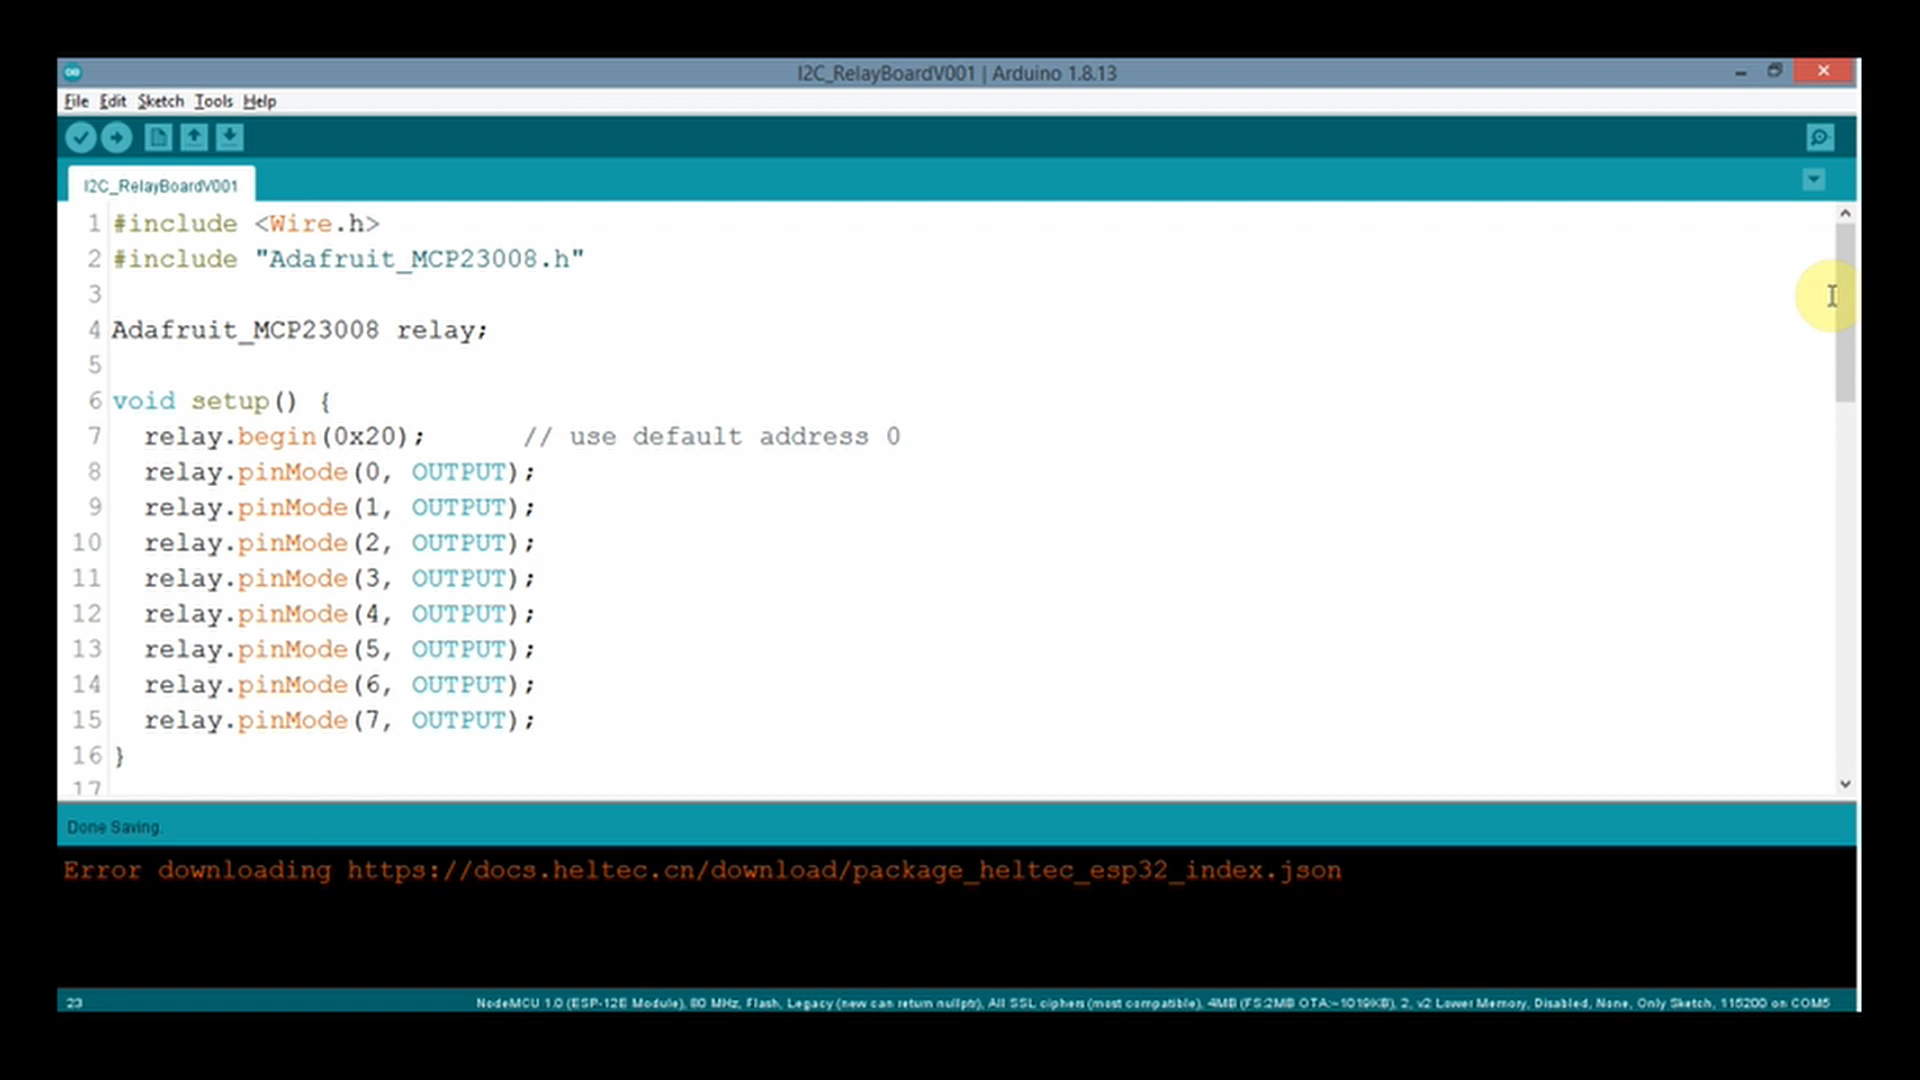 I2C_RelayBoardV001 | Arduino 1.8.13
File Edit Sketch Tools Help
I2C_RelayBoardV001
1 #include <Wire.h>
2 #include "Adafruit_MCP23008.h"
3
4 Adafruit_MCP23008 relay;
5
6 void setup() {
7   relay.begin(0x20);      // use default address 0
8   relay.pinMode(0, OUTPUT);
9   relay.pinMode(1, OUTPUT);
10   relay.pinMode(2, OUTPUT);
11   relay.pinMode(3, OUTPUT);
12   relay.pinMode(4, OUTPUT);
13   relay.pinMode(5, OUTPUT);
14   relay.pinMode(6, OUTPUT);
15   relay.pinMode(7, OUTPUT);
16 }
17
Done Saving.
Error downloading https://docs.heltec.cn/download/package_heltec_esp32_index.json
23 NodeMCU 1.0 (ESP-12E Module), 80 MHz, Flash, Legacy (new can return nullptr), All SSL ciphers (most compatible), 4MB (FS:2MB OTA:~1019KB), 2, v2 Lower Memory, Disabled, None, Only Sketch, 115200 on COM5